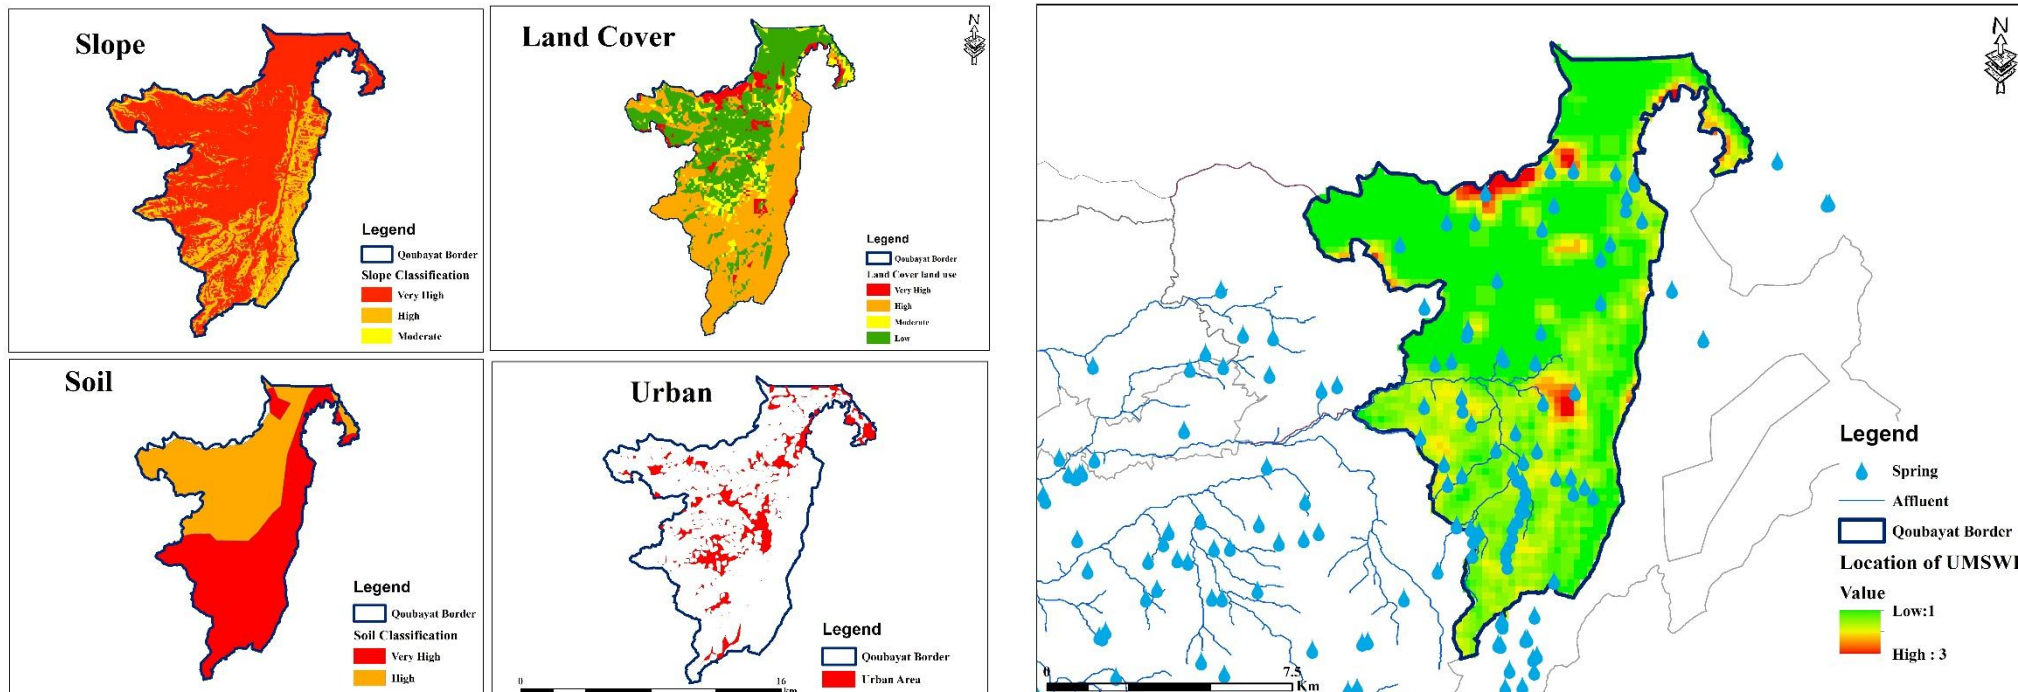 Slope
Legend
Qoubayat Border
Slope Classification
Very High
High
Moderate
Land Cover
N
Legend
Qoubayat Border
Land Cover land use
Very High
High
Moderate
Low
Soil
Legend
Qoubayat Border
Soil Classification
Very High
High
Urban
Legend
Qoubayat Border
Urban Area
0 16
Km
N
Legend
Spring
Affluent
Qoubayat Border
Location of UMSWD
Value
Low:1
High : 3
0 7.5
Km